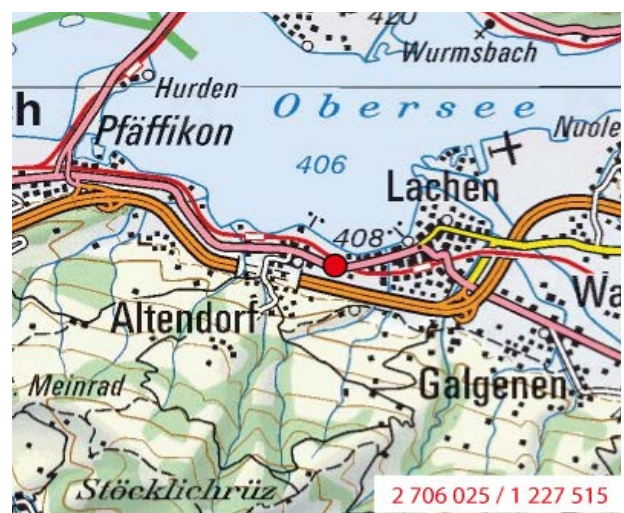 420
Wurmsbach
Hurden
h
Obersee
Nuole
Pfäffikon
406
Lachen
408
Wa
Altendorf
Meinrad
Galgenen
Stöcklichrüz
2 706 025 / 1 227 515